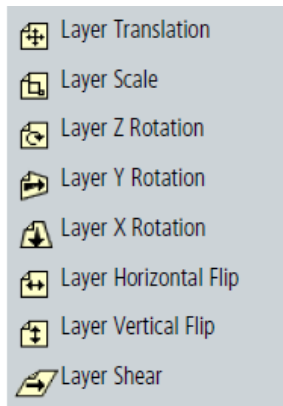 Layer Translation
Layer Scale
Layer Z Rotation
Layer Y Rotation
Layer X Rotation
Layer Horizontal Flip
Layer Vertical Flip
Layer Shear